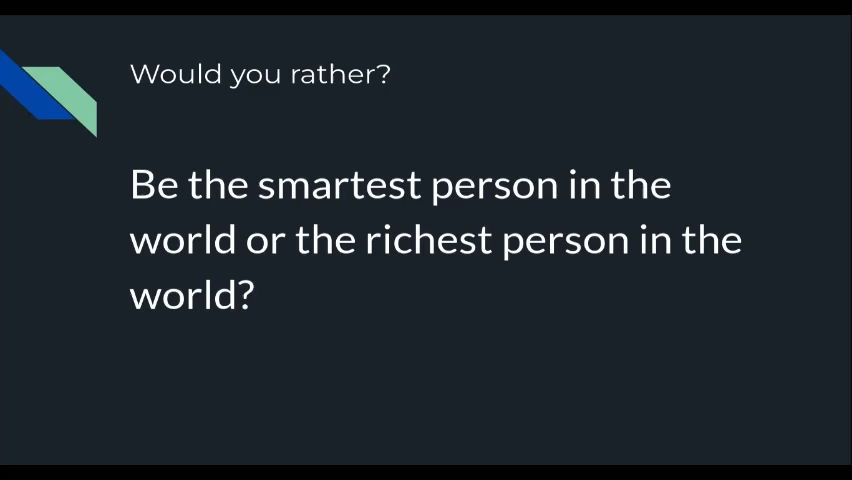 Would you rather?
Be the smartest person in the
world or the richest person in the
world?